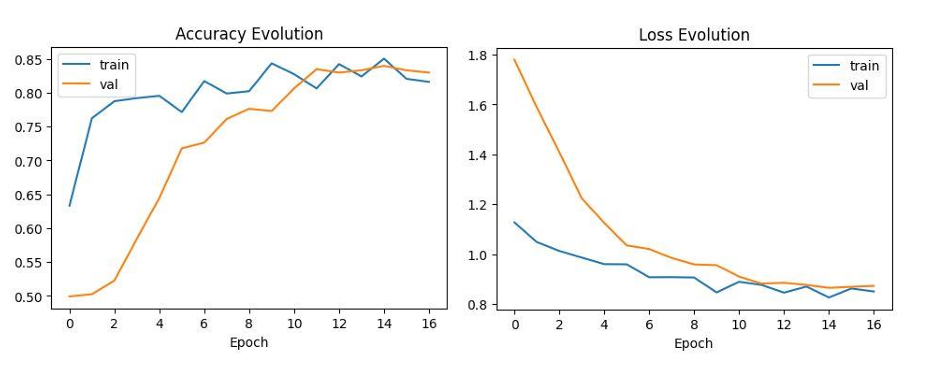 Accuracy Evolution
train
val
0.85
0.80
0.75
0.70
0.65
0.60
0.55
0.50
0 2 4 6 8 10 12 14 16
Epoch
Loss Evolution
train
val
1.8
1.6
1.4
1.2
1.0
0.8
0 2 4 6 8 10 12 14 16
Epoch